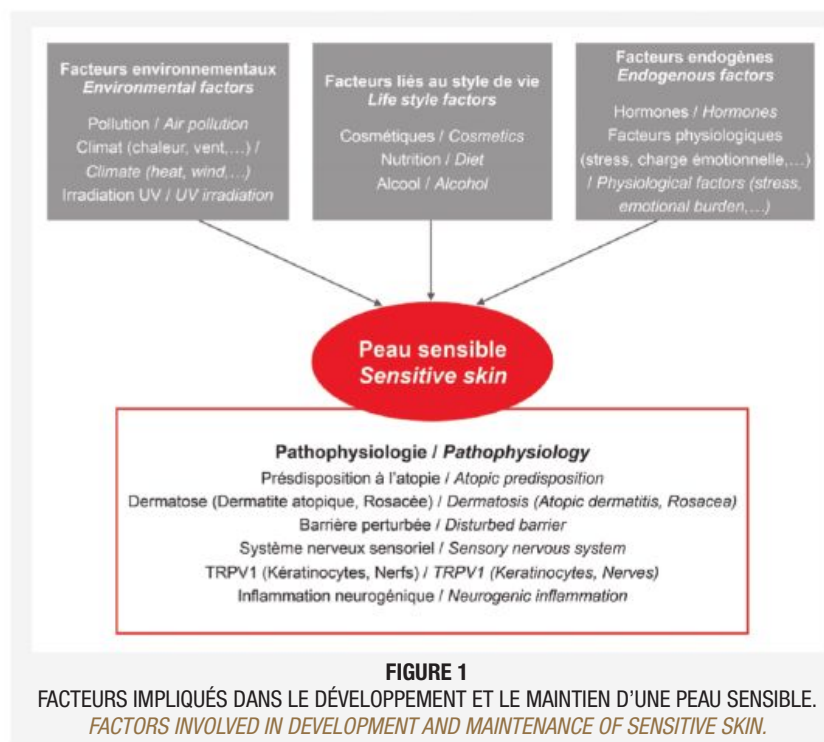 Facteurs environnementaux
Environmental factors
Pollution / Air pollution
Climat (chaleur, vent,…) /
Climate (heat, wind,…)
Irradiation UV / UV irradiation
Facteurs liés au style de vie
Life style factors
Cosmétiques / Cosmetics
Nutrition / Diet
Alcool / Alcohol
Facteurs endogènes
Endogenous factors
Hormones / Hormones
Facteurs physiologiques
(stress, charge émotionnelle,…)
/ Physiological factors (stress,
emotional burden,…)
Peau sensible
Sensitive skin
Pathophysiologie / Pathophysiology
Présdisposition à l'atopie / Atopic predisposition
Dermatose (Dermatite atopique, Rosacée) / Dermatosis (Atopic dermatitis, Rosacea)
Barrière perturbée / Disturbed barrier
Système nerveux sensoriel / Sensory nervous system
TRPV1 (Kératinocytes, Nerfs) / TRPV1 (Keratinocytes, Nerves)
Inflammation neurogénique / Neurogenic inflammation
FIGURE 1
FACTEURS IMPLIQUÉS DANS LE DÉVELOPPEMENT ET LE MAINTIEN D'UNE PEAU SENSIBLE.
FACTORS INVOLVED IN DEVELOPMENT AND MAINTENANCE OF SENSITIVE SKIN.